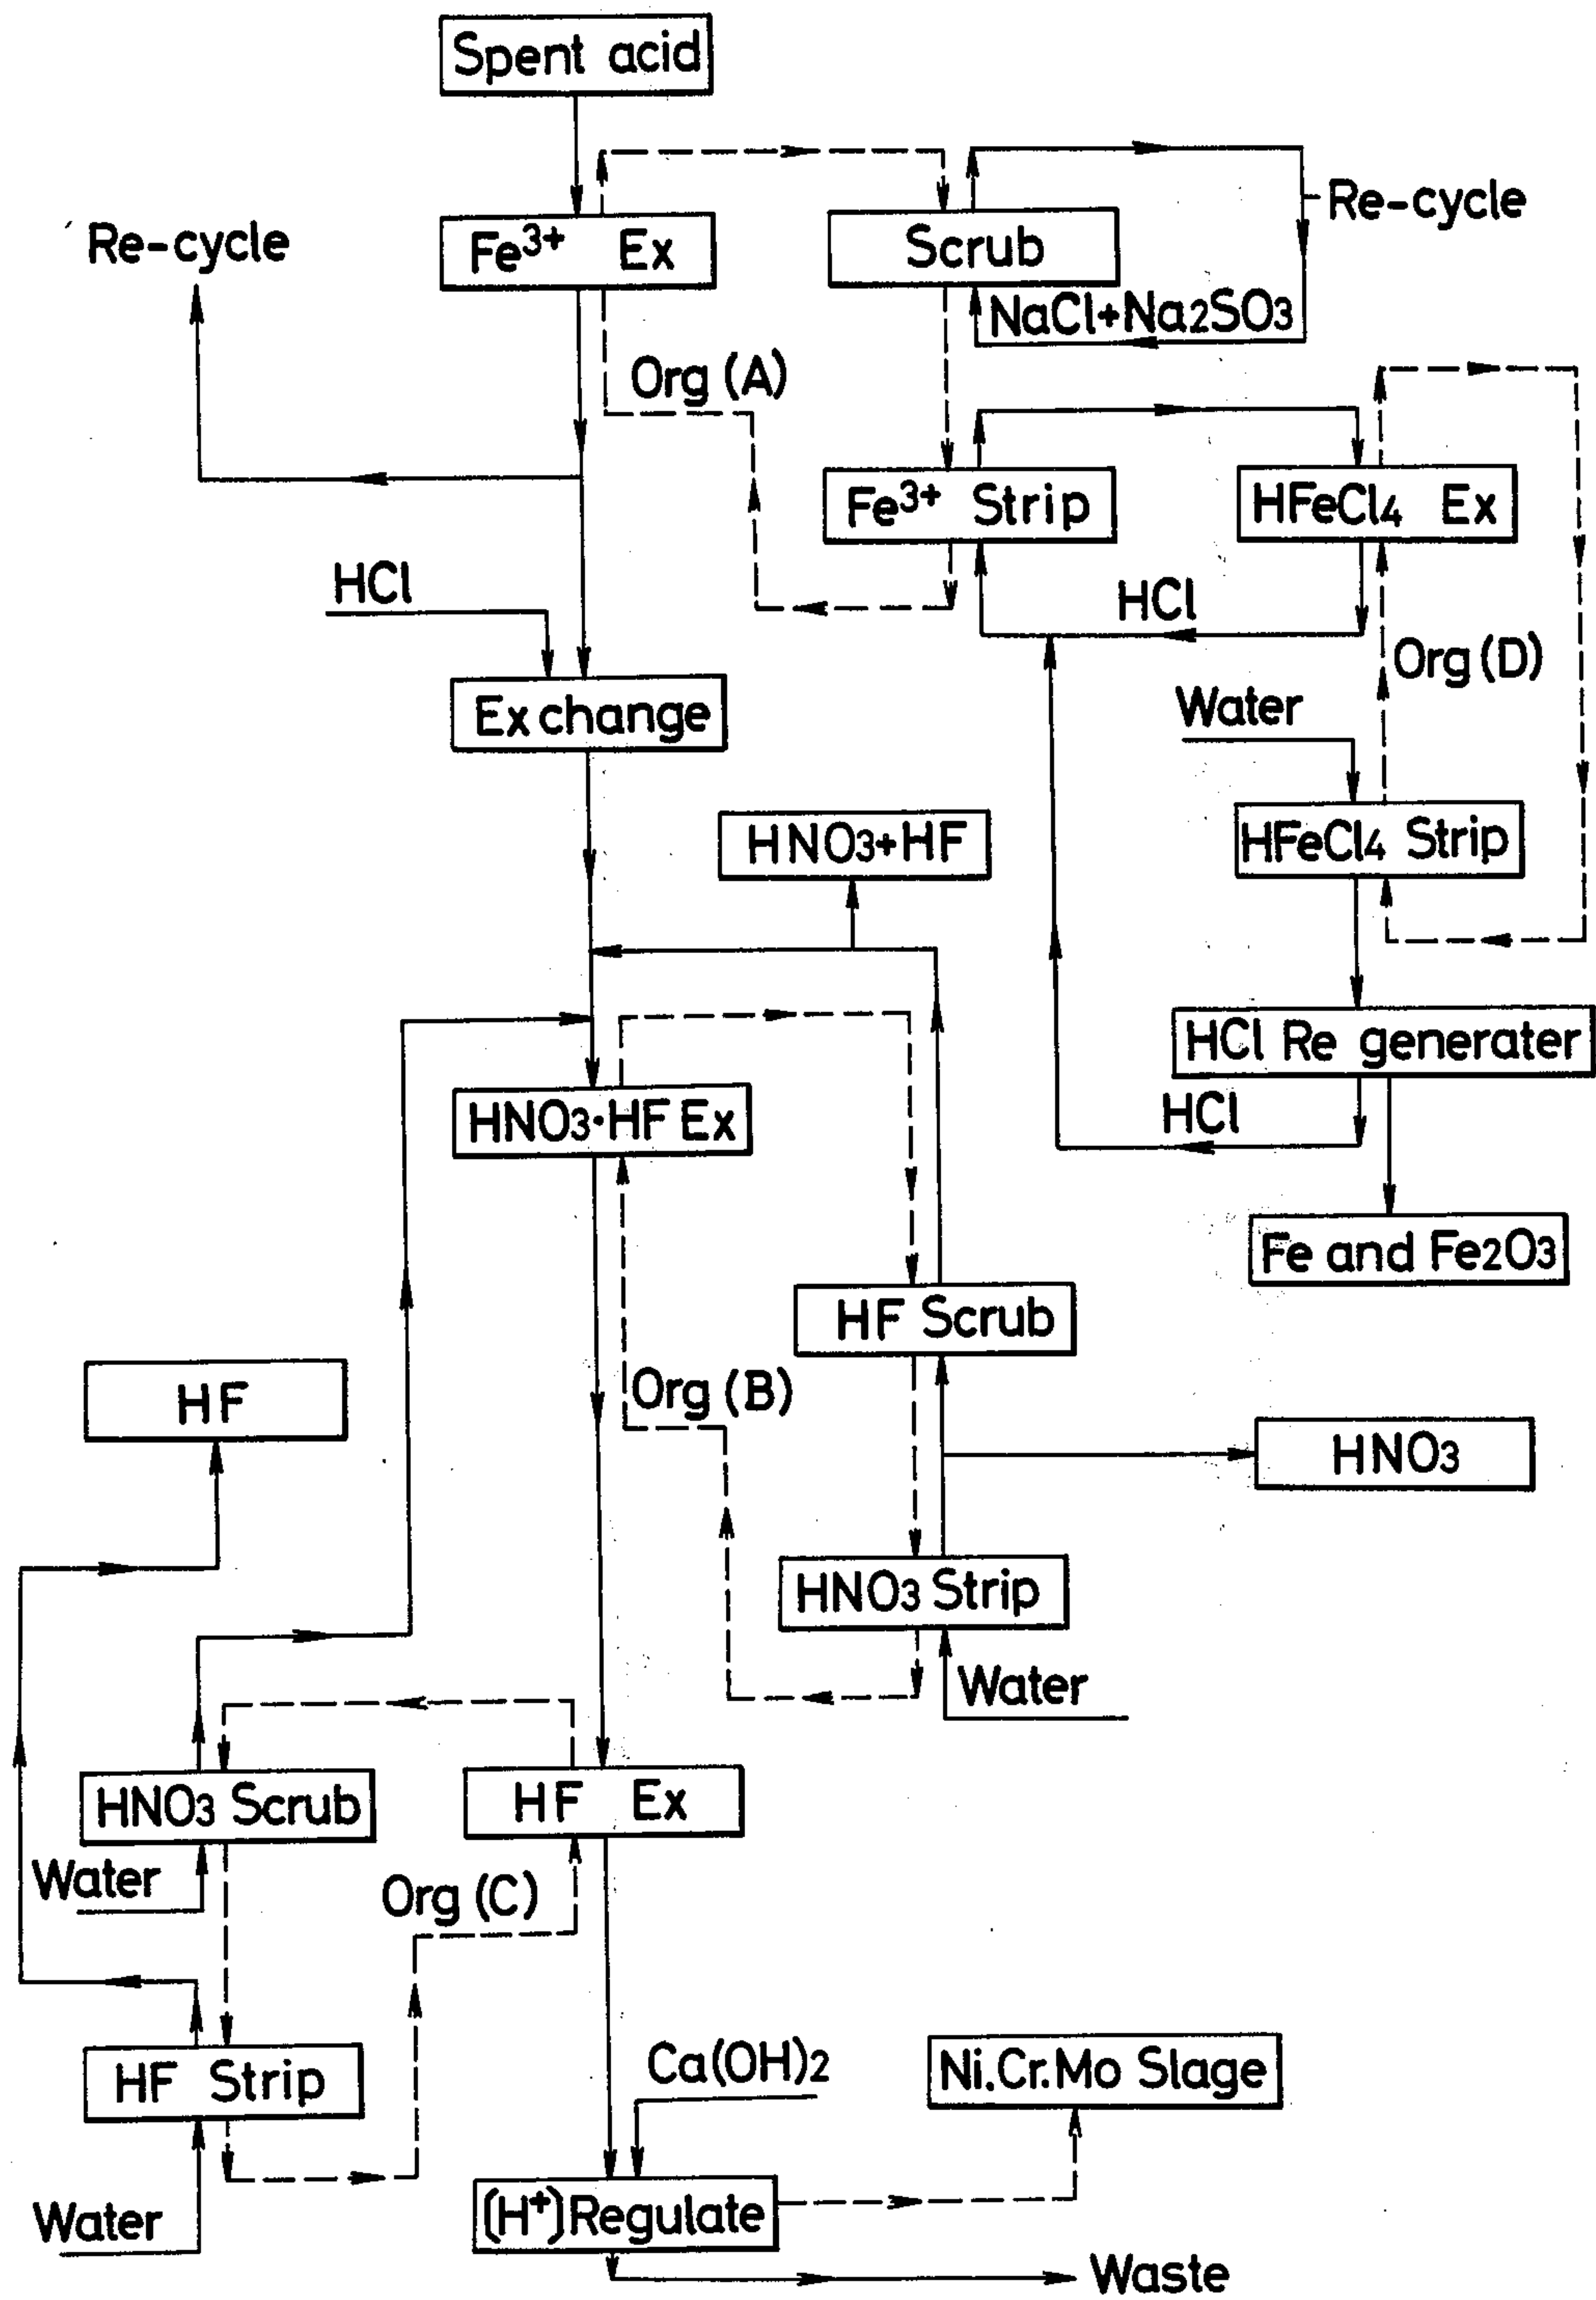 Spent acid
Re-cycle
Re-cycle
Fe³⁺ Ex
Scrub
NaCl+Na2SO3
Org (A)
Fe³⁺ Strip
HFeCl4 Ex
HCl
HCl
Org (D)
Water
Exchange
HNO3+HF
HFeCl4 Strip
HCl Re generater
HNO3·HF Ex
HCl
Fe and Fe2O3
HF Scrub
HF
Org (B)
HNO3
HNO3 Strip
Water
HNO3 Scrub
HF Ex
Water
Org (C)
HF Strip
Ca(OH)2
Ni.Cr.Mo Slage
Water
(H⁺) Regulate
Waste